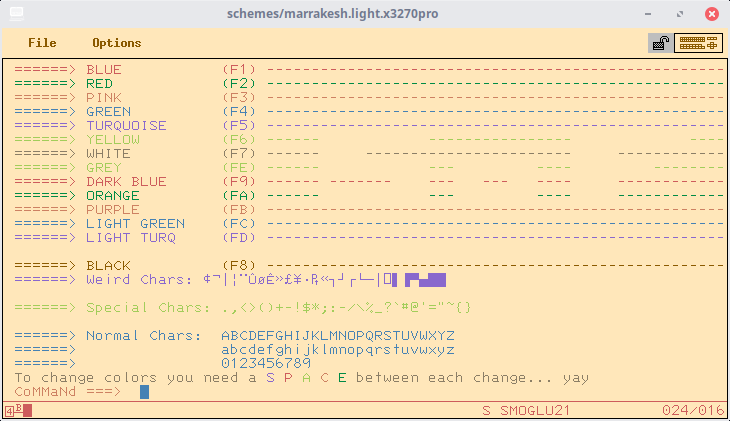 schemes/marrakesh.light.x3270pro
File Options
======> BLUE (F1) ----------------------------------------------------
======> RED (F2) ----------------------------------------------------
======> PINK (F3) ----------------------------------------------------
======> GREEN (F4) ----------------------------------------------------
======> TURQUOISE (F5) ----------------------------------------------------
======> YELLOW (F6) ------ --- ---------- ----
======> WHITE (F7) ------ --- --- ------------
======> GREY (FE) ------ --- --- ------------
======> DARK BLUE (F9) ------ --- --- ------------
======> ORANGE (FA) ------ --- --- ------------
======> PURPLE (FB) ------ --- ---------- ------------
======> LIGHT GREEN (FC) ----------------------------------------------------
======> LIGHT TURQ (FD) ----------------------------------------------------
======> BLACK (F8) ----------------------------------------------------
======> Weird Chars: ¢¬|¦¨ÛøÉ»£¥·
======> Special Chars: .,<>()+-!$*;:-/\%_?`#@'="~{}
======> Normal Chars: ABCDEFGHIJKLMNOPQRSTUVWXYZ
======> abcdefghijklmnopqrstuvwxyz
======> 0123456789
To change colors you need a S P A C E between each change... yay
CoMMaNd ===>
4 B S SMOGLU21 024/016